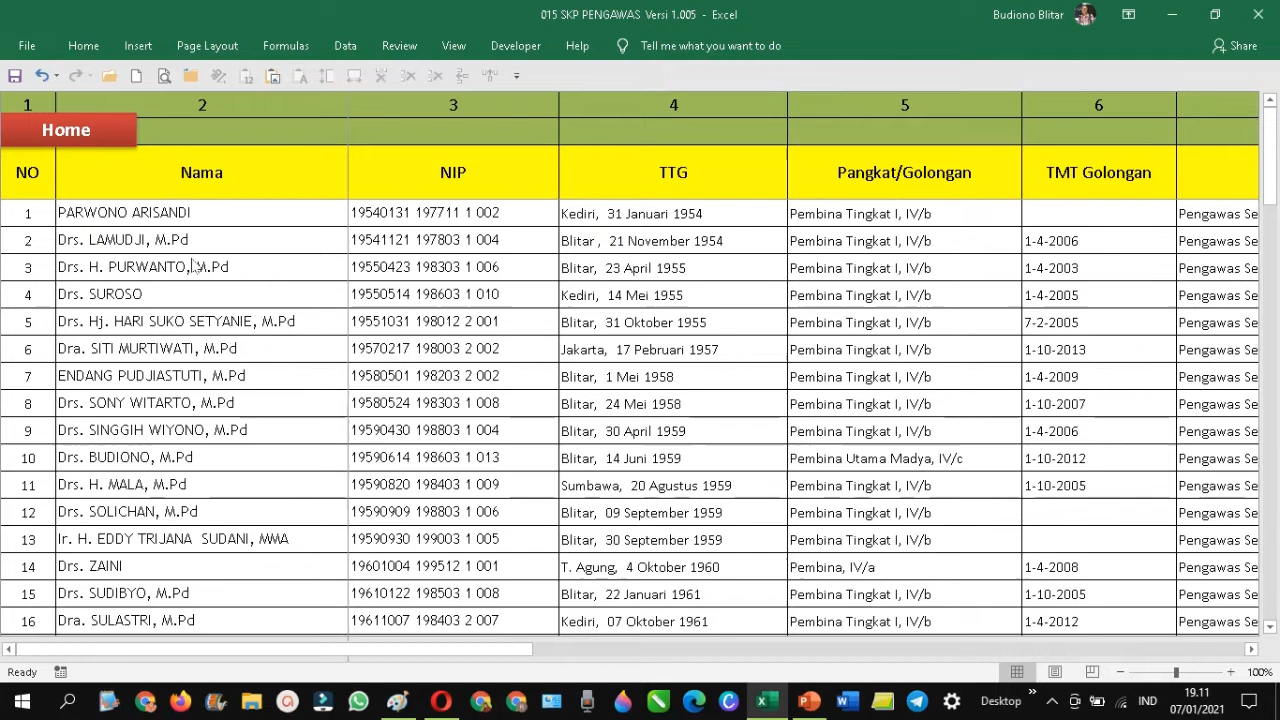 015 SKP PENGAWAS Versi 1.005 - Excel
Budiono Blitar
File Home Insert Page Layout Formulas Data Review View Developer Help Tell me what you want to do Share
1 2 3 4 5 6
Home
NO Nama NIP TTG Pangkat/Golongan TMT Golongan
1 PARWONO ARISANDI 19540131 197711 1 002 Kediri, 31 Januari 1954 Pembina Tingkat I, IV/b Pengawas Se
2 Drs. LAMUDJI, M.Pd 19541121 197803 1 004 Blitar , 21 November 1954 Pembina Tingkat I, IV/b 1-4-2006 Pengawas Se
3 Drs. H. PURWANTO, M.Pd 19550423 198303 1 006 Blitar, 23 April 1955 Pembina Tingkat I, IV/b 1-4-2003 Pengawas Se
4 Drs. SUROSO 19550514 198603 1 010 Kediri, 14 Mei 1955 Pembina Tingkat I, IV/b 1-4-2005 Pengawas Se
5 Drs. Hj. HARI SUKO SETYANIE, M.Pd 19551031 198012 2 001 Blitar, 31 Oktober 1955 Pembina Tingkat I, IV/b 7-2-2005 Pengawas Se
6 Dra. SITI MURTIWATI, M.Pd 19570217 198003 2 002 Jakarta, 17 Pebruari 1957 Pembina Tingkat I, IV/b 1-10-2013 Pengawas Se
7 ENDANG PUDJIASTUTI, M.Pd 19580501 198203 2 002 Blitar, 1 Mei 1958 Pembina Tingkat I, IV/b 1-4-2009 Pengawas Se
8 Drs. SONY WITARTO, M.Pd 19580524 198303 1 008 Blitar, 24 Mei 1958 Pembina Tingkat I, IV/b 1-10-2007 Pengawas Se
9 Drs. SINGGIH WIYONO, M.Pd 19590430 198803 1 004 Blitar, 30 April 1959 Pembina Tingkat I, IV/b 1-4-2006 Pengawas Se
10 Drs. BUDIONO, M.Pd 19590614 198603 1 013 Blitar, 14 Juni 1959 Pembina Utama Madya, IV/c 1-10-2012 Pengawas Se
11 Drs. H. MALA, M.Pd 19590820 198403 1 009 Sumbawa, 20 Agustus 1959 Pembina Tingkat I, IV/b 1-10-2005 Pengawas Se
12 Drs. SOLICHAN, M.Pd 19590909 198803 1 006 Blitar, 09 September 1959 Pembina Tingkat I, IV/b Pengawas Se
13 Ir. H. EDDY TRIJANA SUDANI, MMA 19590930 199003 1 005 Blitar, 30 September 1959 Pembina Tingkat I, IV/b Pengawas Se
14 Drs. ZAINI 19601004 199512 1 001 T. Agung, 4 Oktober 1960 Pembina, IV/a 1-4-2008 Pengawas Se
15 Drs. SUDIBYO, M.Pd 19610122 198503 1 008 Blitar, 22 Januari 1961 Pembina Tingkat I, IV/b 1-10-2005 Pengawas Se
16 Dra. SULASTRI, M.Pd 19611007 198403 2 007 Kediri, 07 Oktober 1961 Pembina Tingkat I, IV/b 1-4-2012 Pengawas Se
Ready 100%
Desktop IND 19.11
07/01/2021